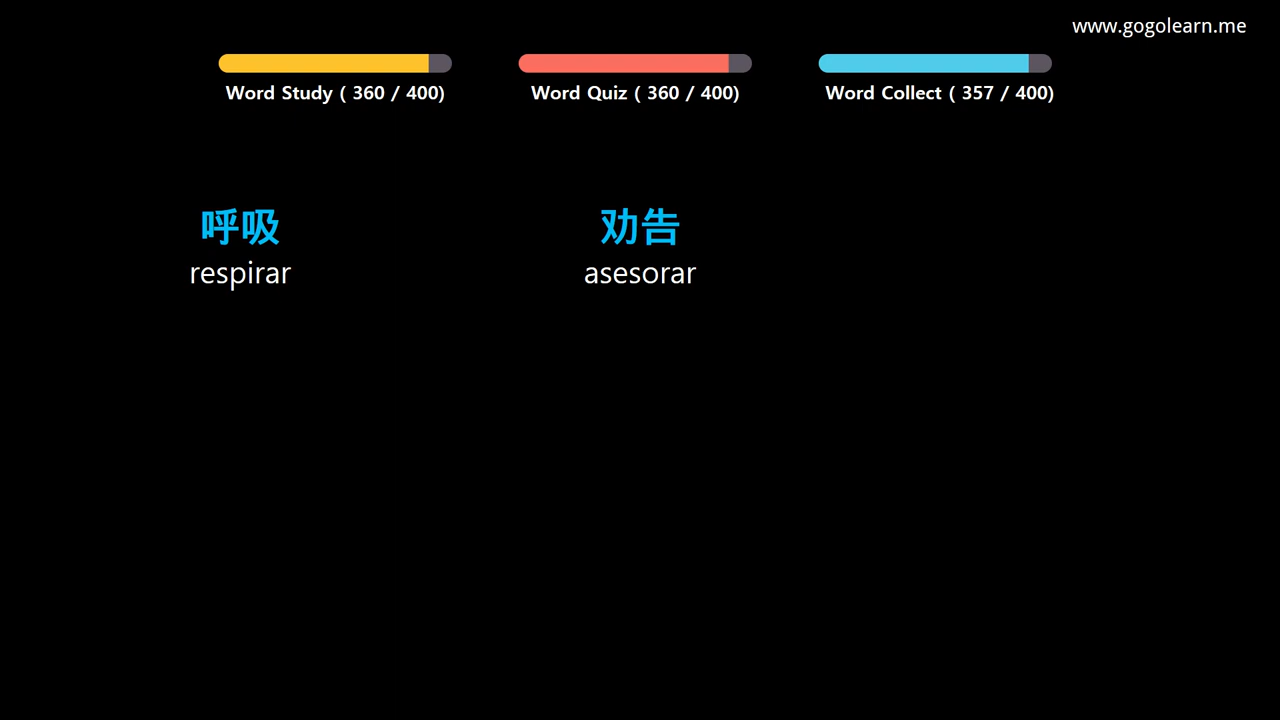 www.gogolearn.me
Word Study ( 360 / 400)
Word Quiz ( 360 / 400)
Word Collect ( 357 / 400)
呼吸
respirar
劝告
asesorar